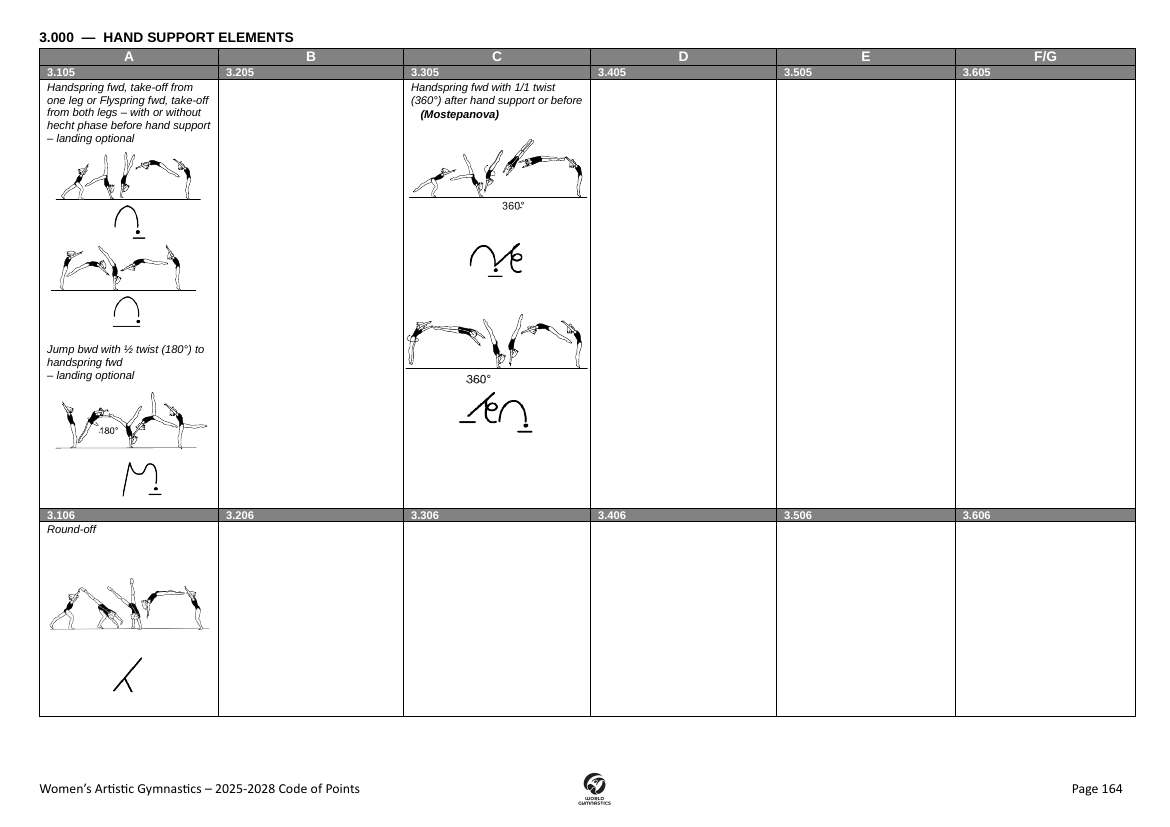 3.000 — HAND SUPPORT ELEMENTS
A B C D E F/G
3.105 3.205 3.305 3.405 3.505 3.605
Handspring fwd, take-off from
one leg or Flyspring fwd, take-off
from both legs – with or without
hecht phase before hand support
– landing optional
Jump bwd with ½ twist (180°) to
handspring fwd
– landing optional
180°
Handspring fwd with 1/1 twist
(360°) after hand support or before
(Mostepanova)
360°
360°
3.106 3.206 3.306 3.406 3.506 3.606
Round-off
Women's Artistic Gymnastics – 2025-2028 Code of Points
WORLD
GYMNASTICS
Page 164